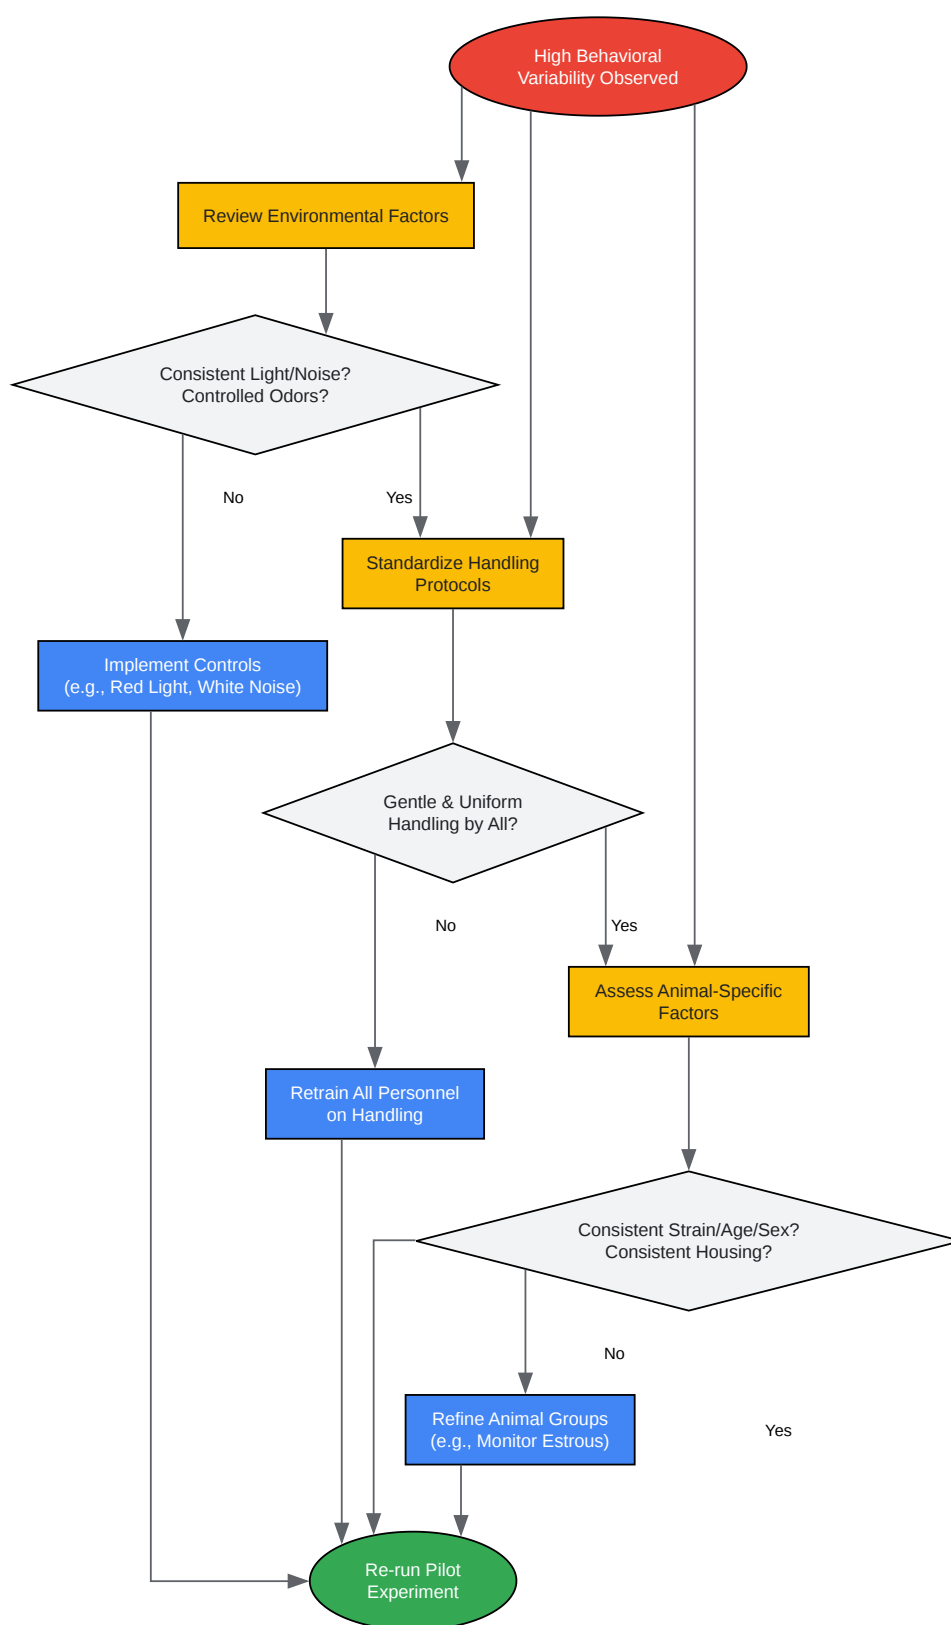 High Behavioral
Variability Observed
Review Environmental Factors
Consistent Light/Noise?
Controlled Odors?
No
Yes
Standardize Handling
Protocols
Implement Controls
(e.g., Red Light, White Noise)
Gentle & Uniform
Handling by All?
No
Yes
Assess Animal-Specific
Factors
Retrain All Personnel
on Handling
Consistent Strain/Age/Sex?
Consistent Housing?
No
Refine Animal Groups
(e.g., Monitor Estrous)
Yes
Re-run Pilot
Experiment